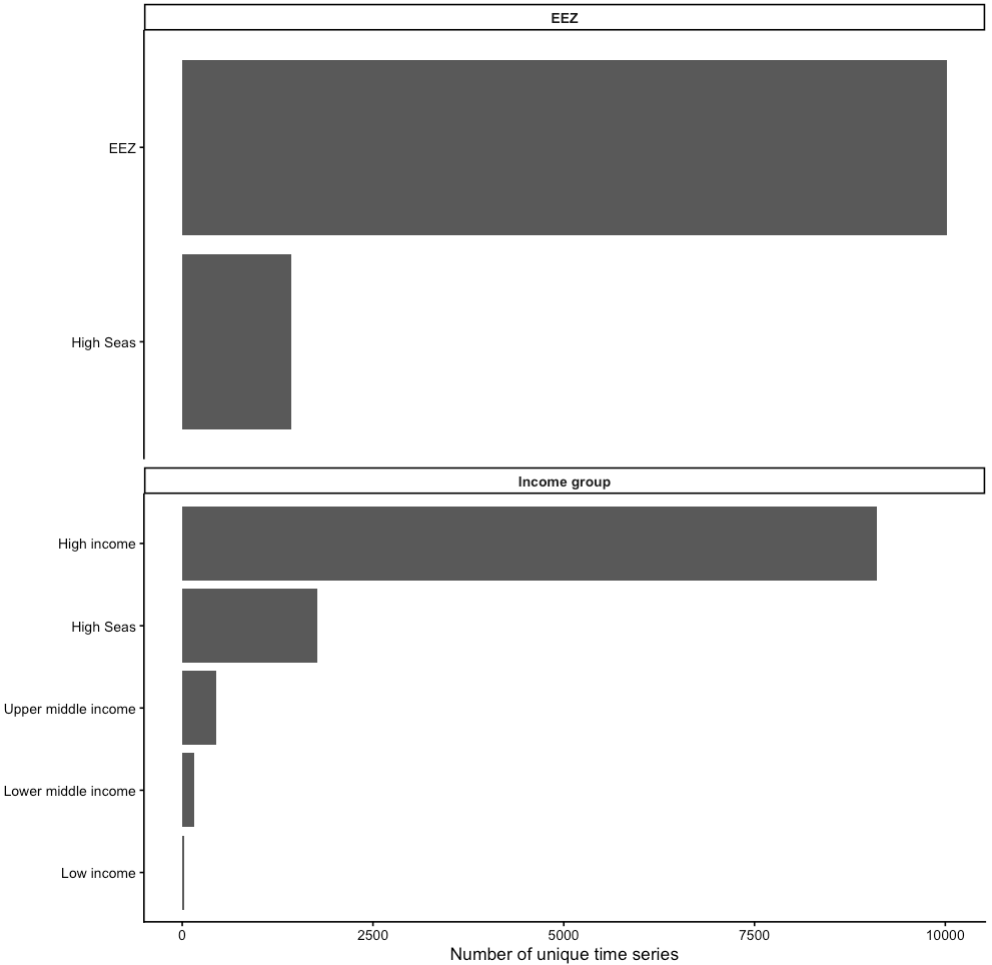 EEZ
EEZ
High Seas
Income group
High income
High Seas
Upper middle income
Lower middle income
Low income
0 2500 5000 7500 10000
Number of unique time series